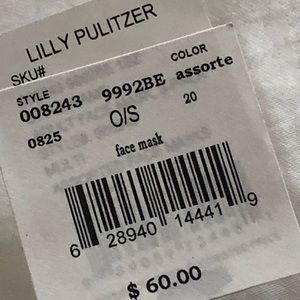 LILLY PULITZER
SKU#
STYLE COLOR
008243 9992BE assorte
0825 O/S 20
face mask
6 28940 14441 9
$ 60.00